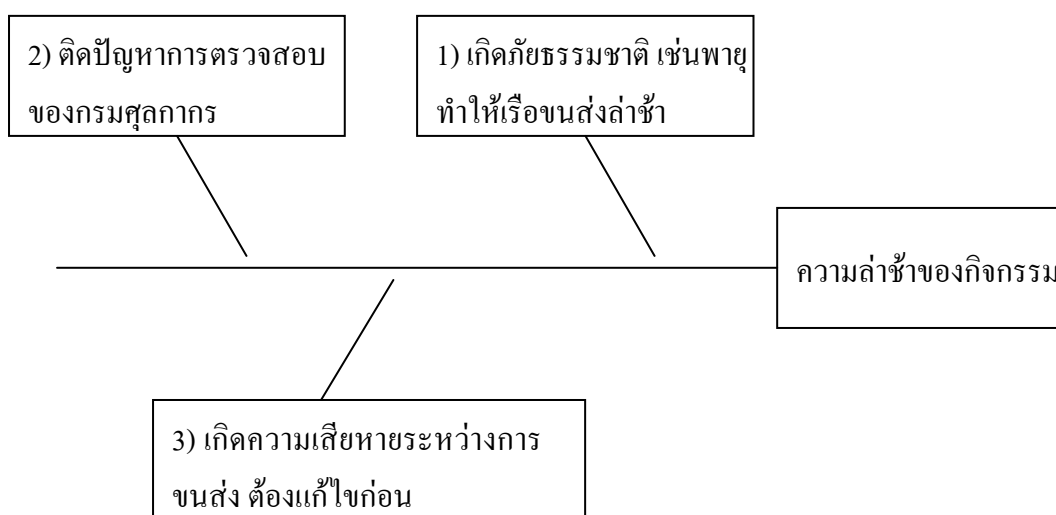 2) ติดปัญหาการตรวจสอบ
ของกรมศุลกากร
1) เกิดภัยธรรมชาติ เช่นพายุ
ทำให้เรือขนส่งล่าช้า
ความล่าช้าของกิจกรรม
3) เกิดความเสียหายระหว่างการ
ขนส่ง ต้องแก้ไขก่อน